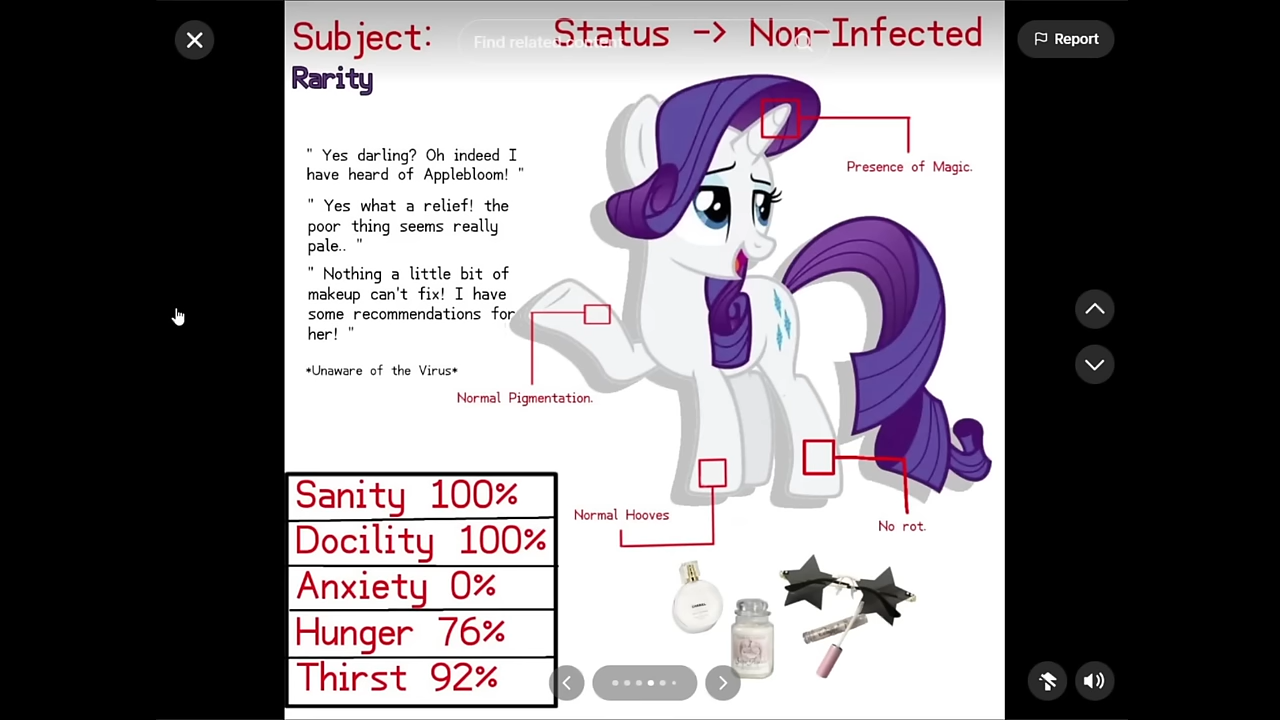 Subject:
Status -> Non-Infected
Find related content
Report
Rarity
" Yes darling? Oh indeed I
have heard of Applebloom! "
" Yes what a relief! the
poor thing seems really
pale.. "
" Nothing a little bit of
makeup can't fix! I have
some recommendations for
her! "
*Unaware of the Virus*
Presence of Magic.
Normal Pigmentation.
Normal Hooves
No rot.
Sanity 100%
Docility 100%
Anxiety 0%
Hunger 76%
Thirst 92%